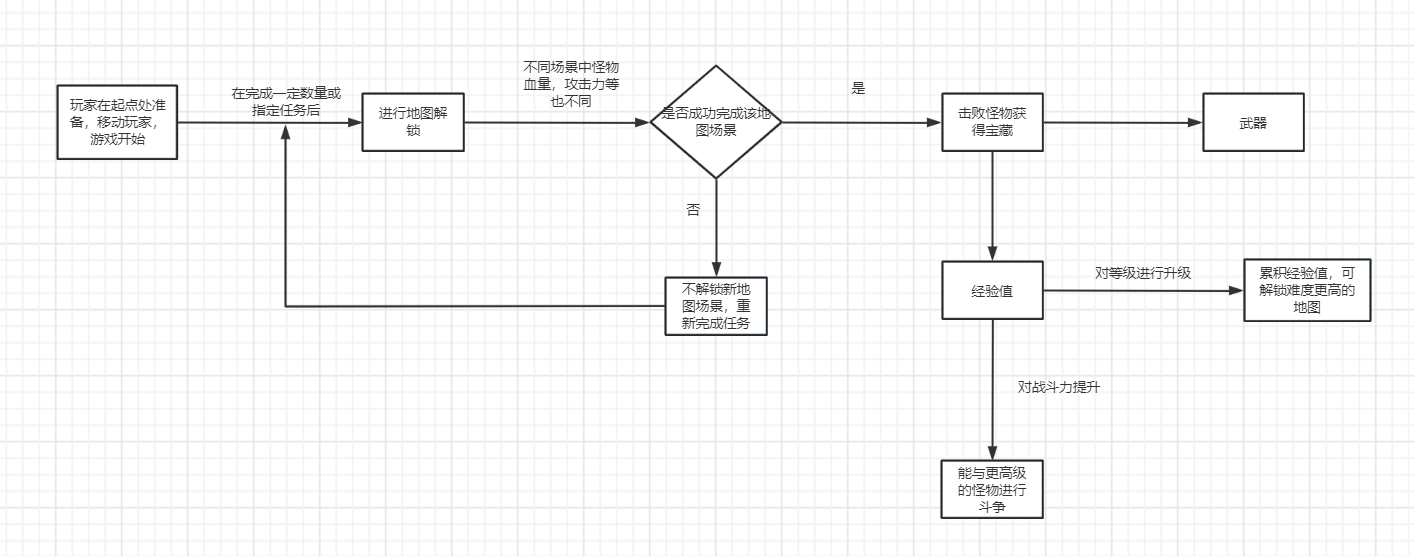 玩家在起点处准
备，移动玩家，
游戏开始
在完成一定数量或
指定任务后
进行地图解
锁
不同场景中怪物
血量，攻击力等
也不同
是否成功完成该地
图场景
是
击败怪物获
得宝藏
武器
否
不解锁新地
图场景，重
新完成任务
经验值
对等级进行升级
累积经验值，可
解锁难度更高的
地图
对战斗力提升
能与更高级
的怪物进行
斗争